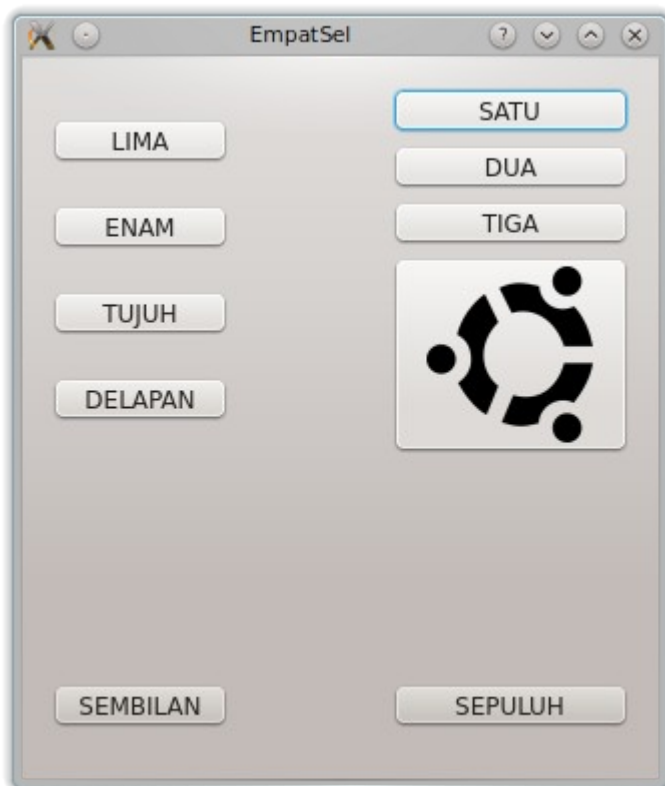 EmpatSel
LIMA
ENAM
TUJUH
DELAPAN
SATU
DUA
TIGA
SEMBILAN
SEPULUH